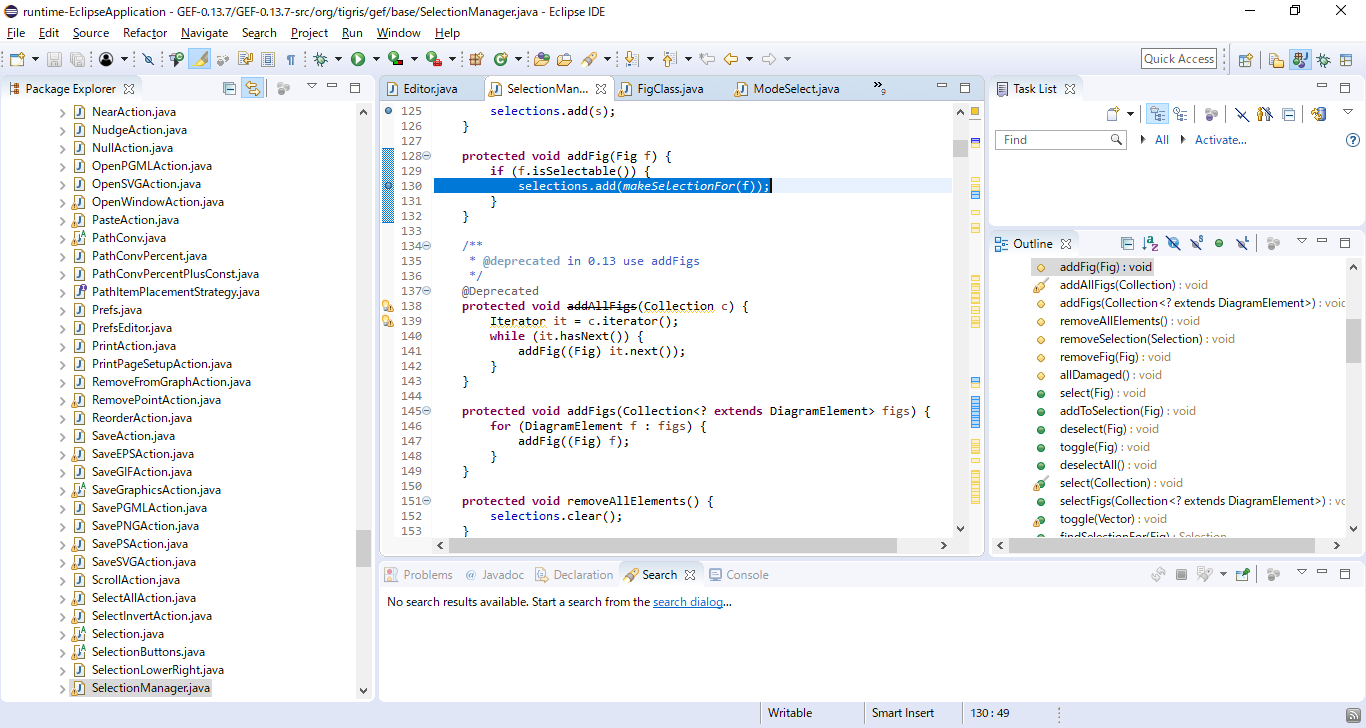 runtime-EclipseApplication - GEF-0.13.7/GEF-0.13.7-src/org/tigris/gef/base/SelectionManager.java - Eclipse IDE
File Edit Source Refactor Navigate Search Project Run Window Help
Quick Access
Package Explorer
NearAction.java
NudgeAction.java
NullAction.java
OpenPGMLAction.java
OpenSVGAction.java
OpenWindowAction.java
PasteAction.java
PathConv.java
PathConvPercent.java
PathConvPercentPlusConst.java
PathItemPlacementStrategy.java
Prefs.java
PrefsEditor.java
PrintAction.java
PrintPageSetupAction.java
RemoveFromGraphAction.java
RemovePointAction.java
ReorderAction.java
SaveAction.java
SaveEPSAction.java
SaveGIFAction.java
SaveGraphicsAction.java
SavePGMLAction.java
SavePNGAction.java
SavePSAction.java
SaveSVGAction.java
ScrollAction.java
SelectAllAction.java
SelectInvertAction.java
Selection.java
SelectionButtons.java
SelectionLowerRight.java
SelectionManager.java
Editor.java SelectionMan... FigClass.java ModeSelect.java »9
125 selections.add(s);
126 }
127
128 protected void addFig(Fig f) {
129 if (f.isSelectable()) {
130 selections.add(makeSelectionFor(f));
131 }
132 }
133
134 /**
135 * @deprecated in 0.13 use addFigs
136 */
137 @Deprecated
138 protected void addAllFigs(Collection c) {
139 Iterator it = c.iterator();
140 while (it.hasNext()) {
141 addFig((Fig) it.next());
142 }
143 }
144
145 protected void addFigs(Collection<? extends DiagramElement> figs) {
146 for (DiagramElement f : figs) {
147 addFig((Fig) f);
148 }
149 }
150
151 protected void removeAllElements() {
152 selections.clear();
153 }
Task List
Find All Activate...
Outline
addFig(Fig) : void
addAllFigs(Collection) : void
addFigs(Collection<? extends DiagramElement>) : voic
removeAllElements() : void
removeSelection(Selection) : void
removeFig(Fig) : void
allDamaged() : void
select(Fig) : void
addToSelection(Fig) : void
deselect(Fig) : void
toggle(Fig) : void
deselectAll() : void
select(Collection) : void
selectFigs(Collection<? extends DiagramElement>) : vc
toggle(Vector) : void
findSelectionFor(Fig) : Selection
Problems @ Javadoc Declaration Search Console
No search results available. Start a search from the search dialog...
Writable Smart Insert 130 : 49